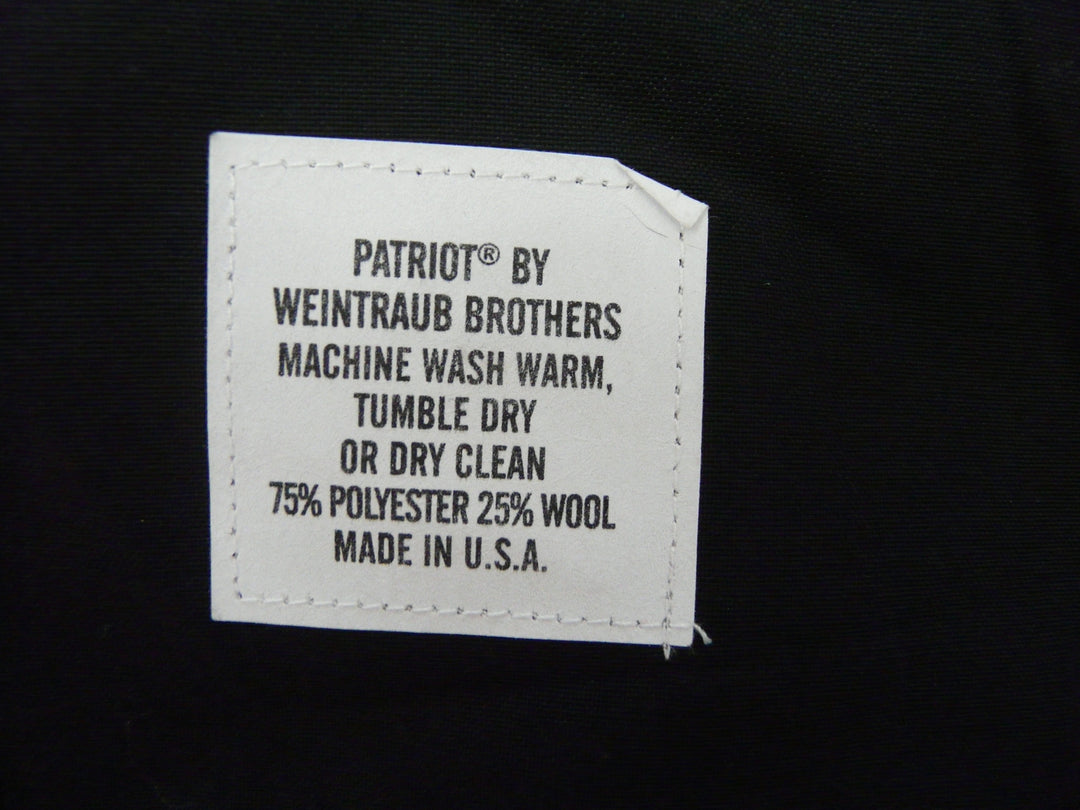 PATRIOT® BY
WEINTRAUB BROTHERS
MACHINE WASH WARM,
TUMBLE DRY
OR DRY CLEAN
75% POLYESTER 25% WOOL
MADE IN U.S.A.